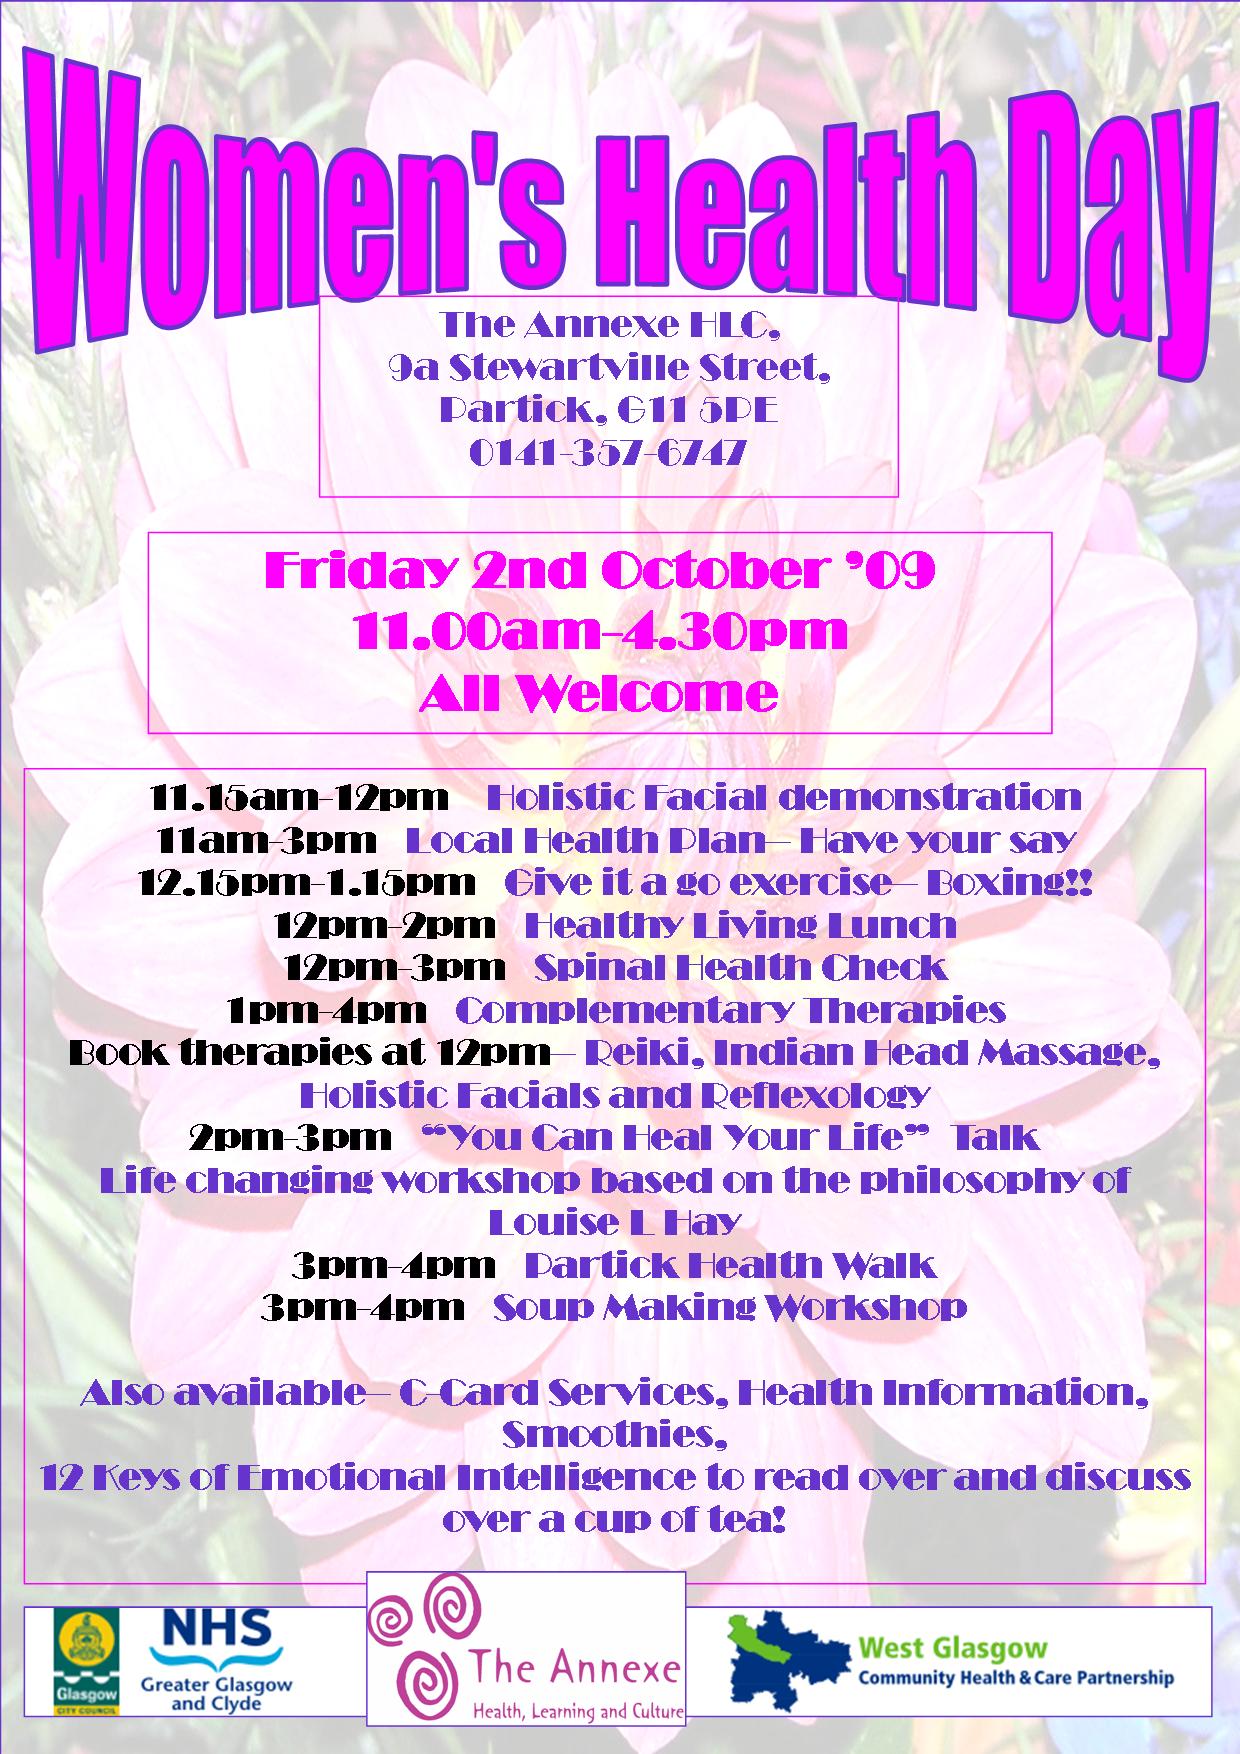 Women's Health Day
The Annexe HLC,
9a Stewartville Street,
Partick, G11 5PE
0141-357-6747
Friday 2nd October ’09
11.00am-4.30pm
All Welcome
11.15am-12pm Holistic Facial demonstration
11am-3pm Local Health Plan– Have your say
12.15pm-1.15pm Give it a go exercise– Boxing!!
12pm-2pm Healthy Living Lunch
12pm-3pm Spinal Health Check
1pm-4pm Complementary Therapies
Book therapies at 12pm– Reiki, Indian Head Massage,
Holistic Facials and Reflexology
2pm-3pm “You Can Heal Your Life” Talk
Life changing workshop based on the philosophy of
Louise L Hay
3pm-4pm Partick Health Walk
3pm-4pm Soup Making Workshop
Also available– C-Card Services, Health Information,
Smoothies,
12 Keys of Emotional Intelligence to read over and discuss
over a cup of tea!
Glasgow
CITY COUNCIL
NHS
Greater Glasgow
and Clyde
The Annexe
Health, Learning and Culture
West Glasgow
Community Health & Care Partnership